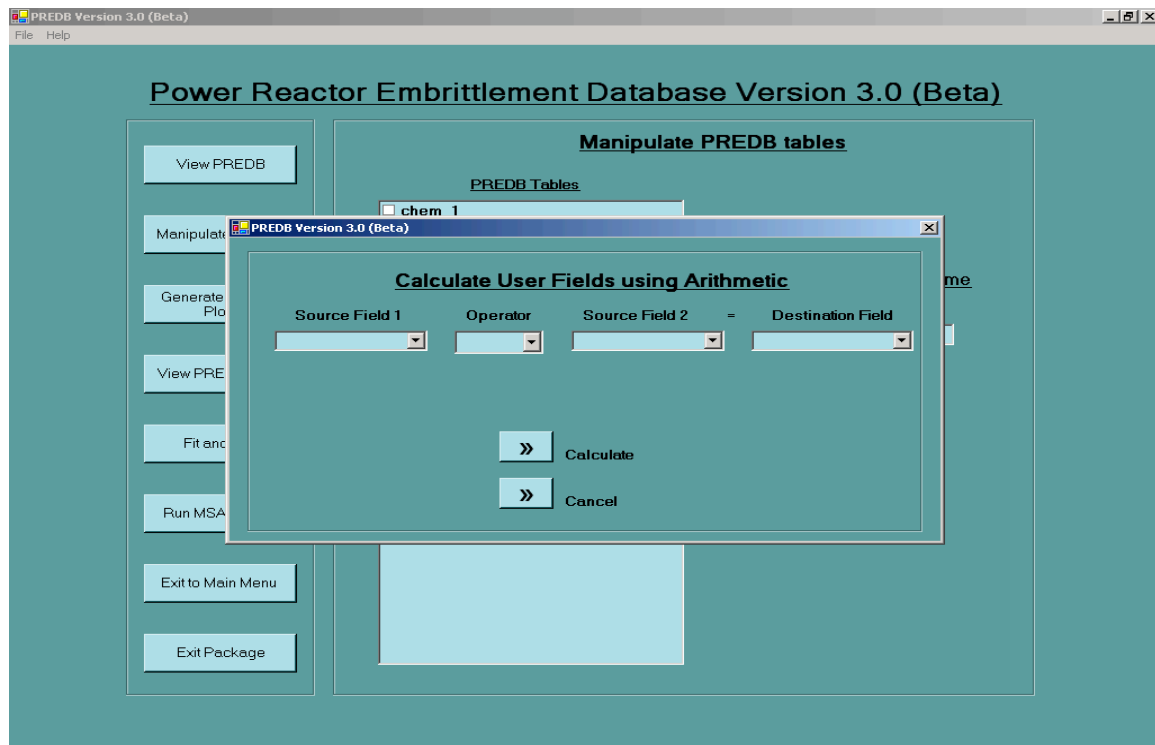 PREDB Version 3.0 (Beta)
File Help
Power Reactor Embrittlement Database Version 3.0 (Beta)
View PREDB
Manipulate
Generate
Plo
View PRE
Fit and
Run MSA
Exit to Main Menu
Exit Package
Manipulate PREDB tables
PREDB Tables
chem_1
me
PREDB Version 3.0 (Beta)
Calculate User Fields using Arithmetic
Source Field 1 Operator Source Field 2 = Destination Field
» Calculate
» Cancel